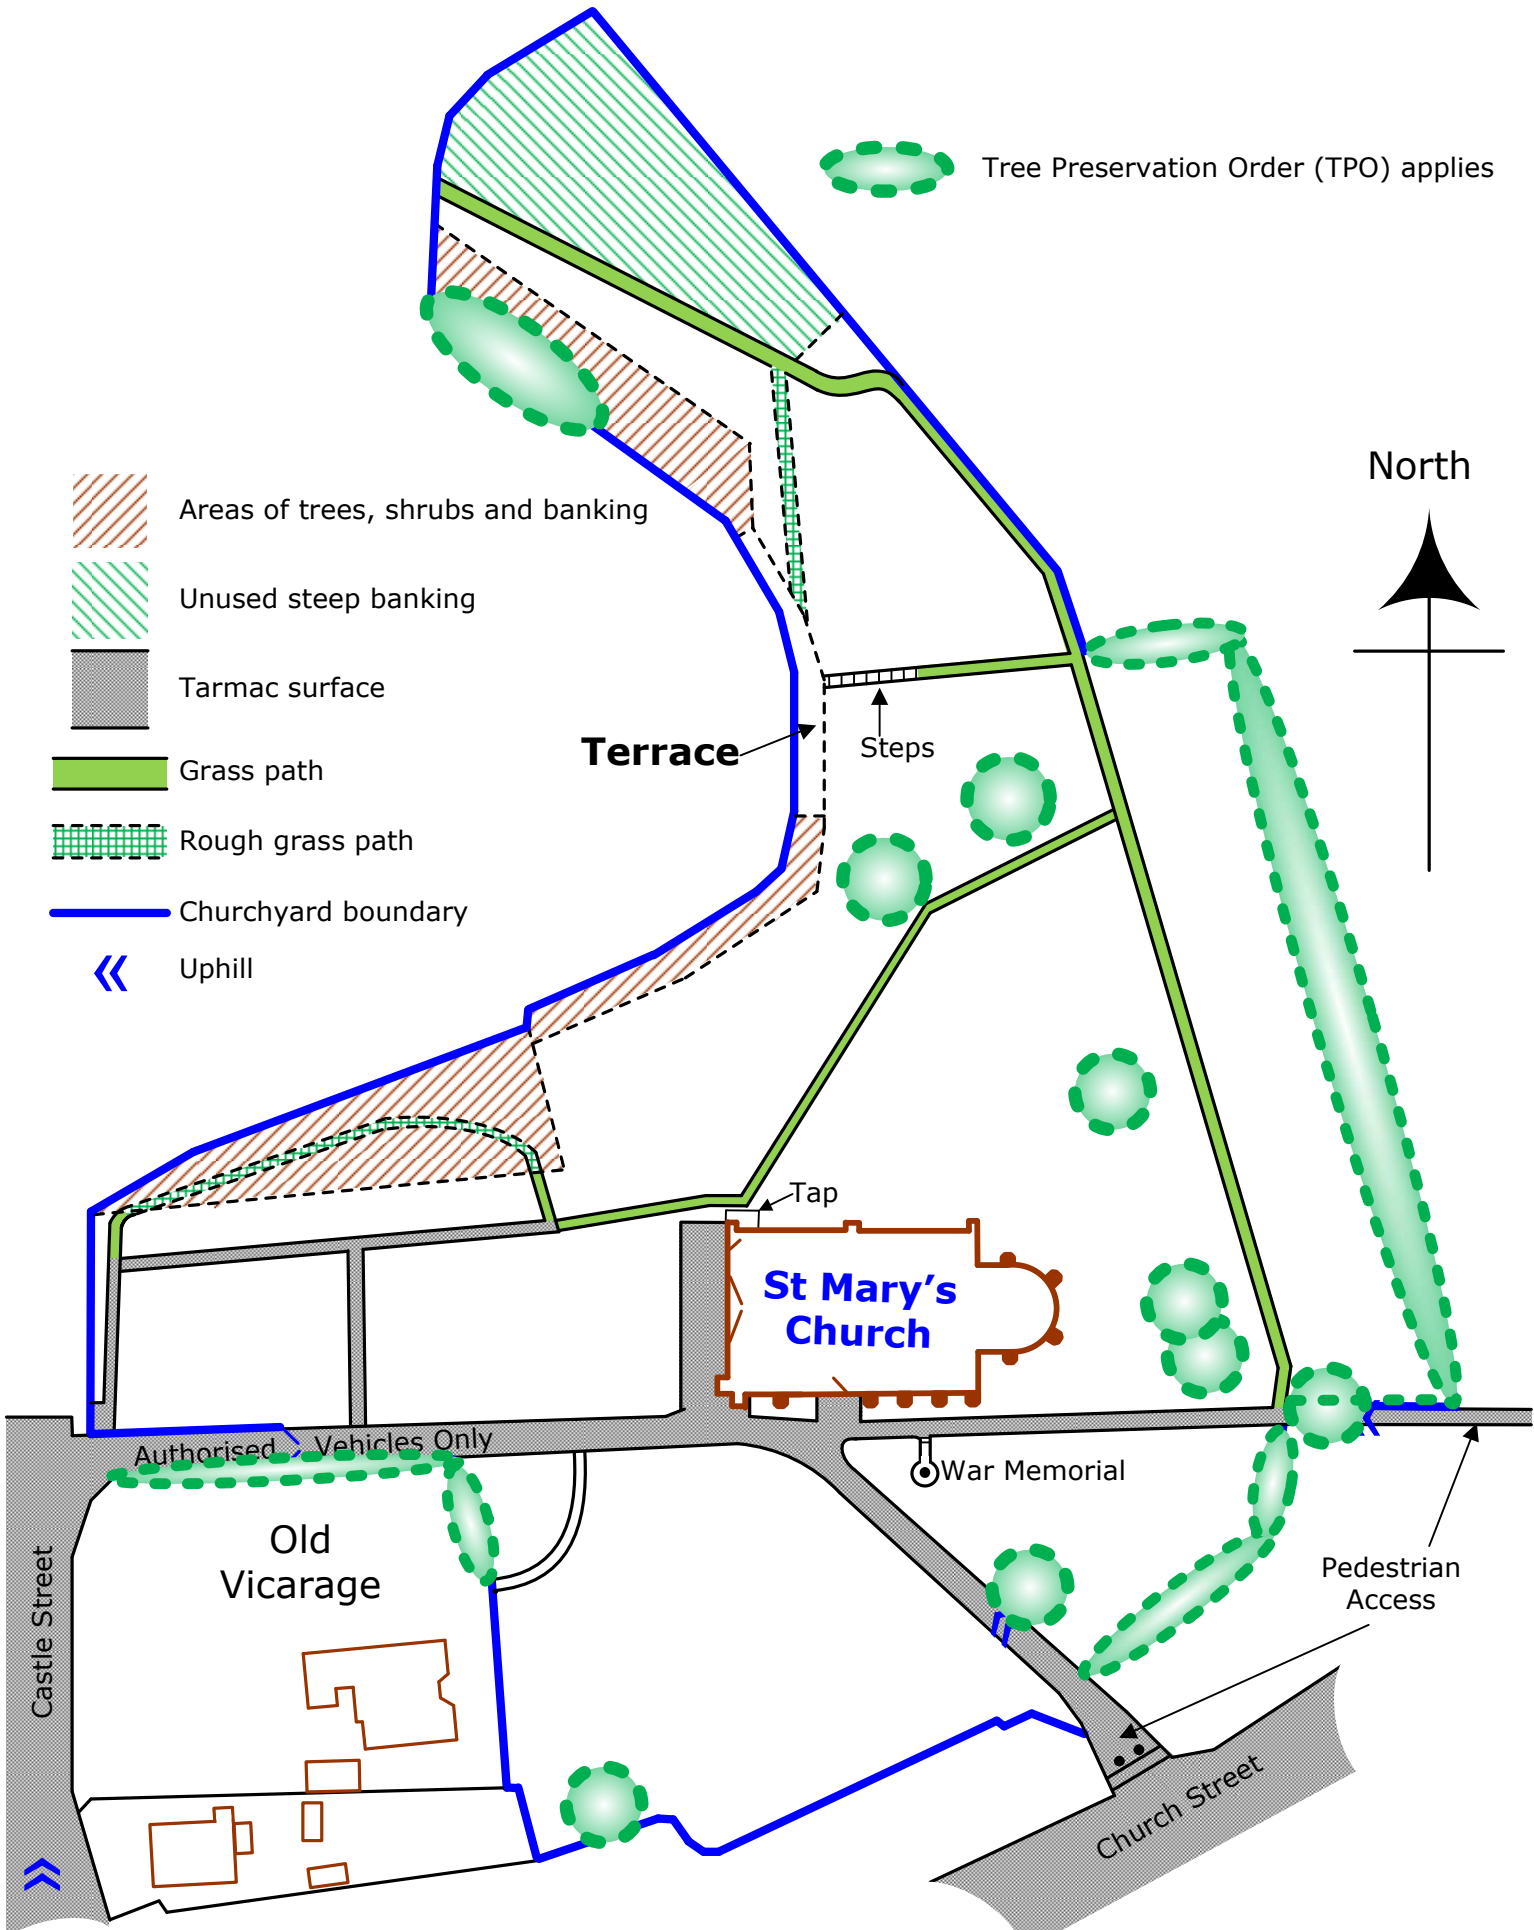 Tree Preservation Order (TPO) applies
North
Areas of trees, shrubs and banking
Unused steep banking
Tarmac surface
Grass path
Rough grass path
Churchyard boundary
Uphill
Terrace
Steps
Tap
St Mary’s
Church
Authorised
Vehicles Only
War Memorial
Old
Vicarage
Pedestrian
Access
Castle Street
Church Street